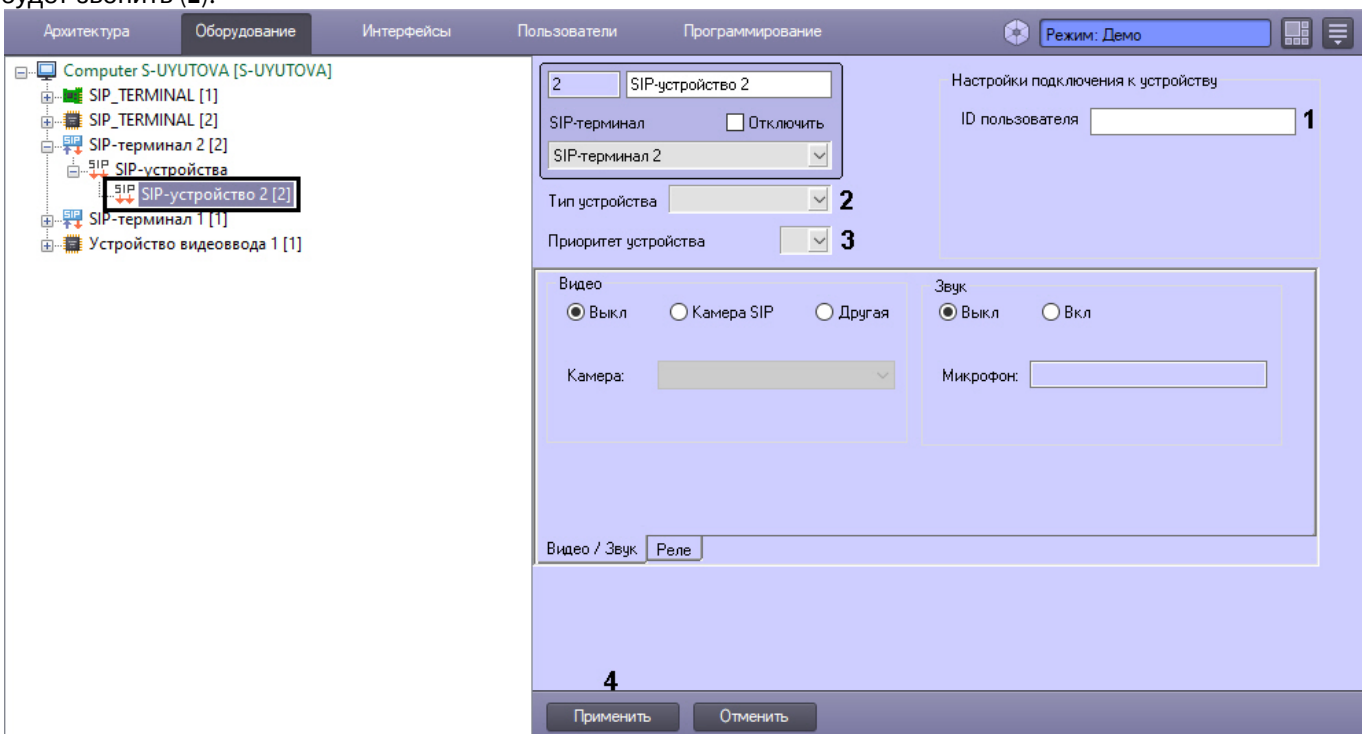 будет звонить (2).
Архитектура Оборудование Интерфейсы Пользователи Программирование Режим: Демо
Computer S-UYUTOVA [S-UYUTOVA]
SIP_TERMINAL [1]
SIP_TERMINAL [2]
SIP-терминал 2 [2]
SIP-устройства
SIP-устройство 2 [2]
SIP-терминал 1 [1]
Устройство видеоввода 1 [1]
2 SIP-устройство 2
SIP-терминал Отключить
SIP-терминал 2
Тип устройства 2
Приоритет устройства 3
Настройки подключения к устройству
ID пользователя 1
Видео
Выкл Камера SIP Другая
Камера:
Звук
Выкл Вкл
Микрофон:
Видео / Звук Реле
4
Применить Отменить